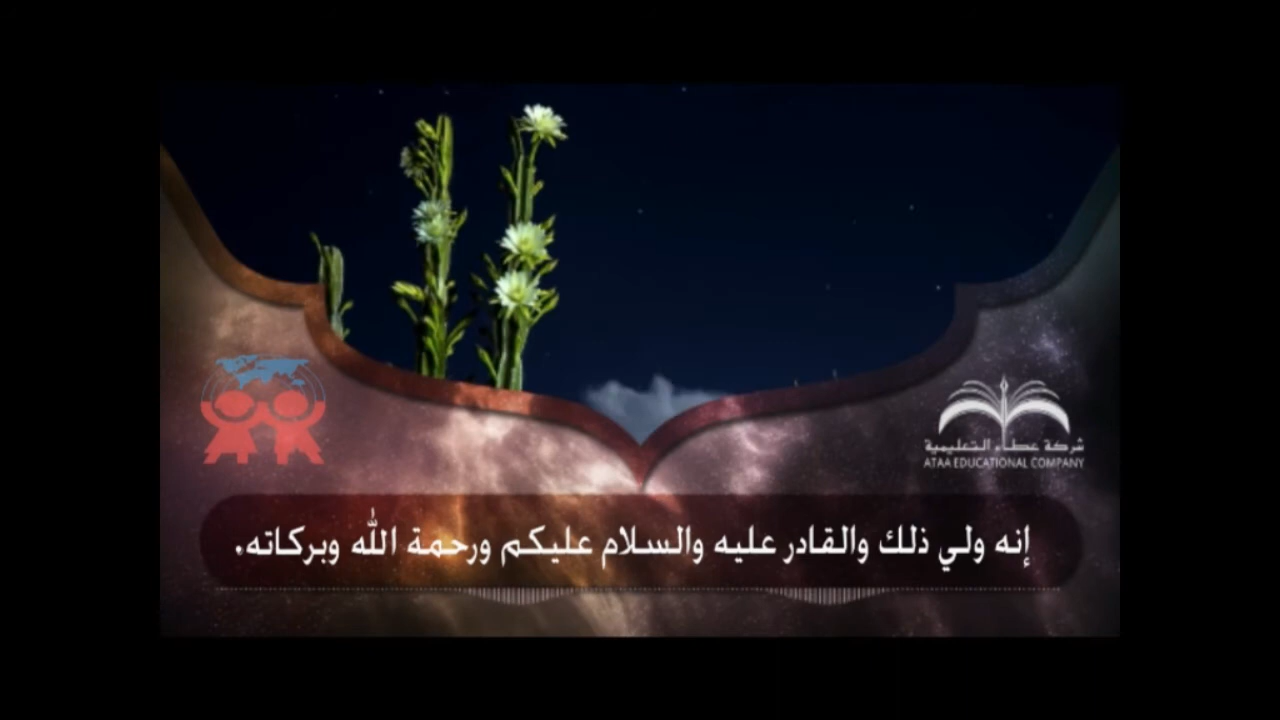 شركة عطاء التعليمية
ATAA EDUCATIONAL COMPANY
إنه ولي ذلك والقادر عليه والسلام عليكم ورحمة الله وبركاته.